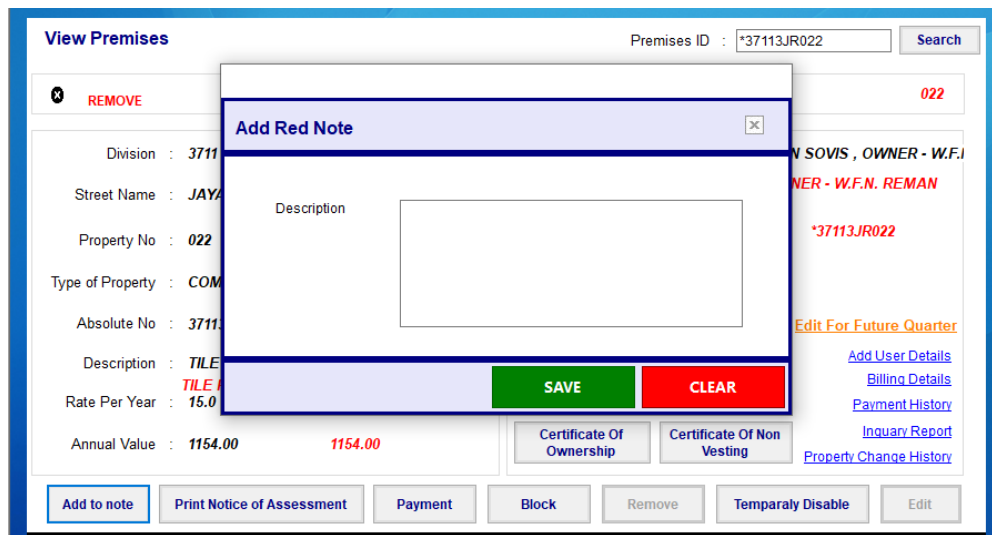 View Premises
Premises ID : *37113JR022 Search
REMOVE 022
Add Red Note
Division : 3711 N SOVIS , OWNER - W.F.
NER - W.F.N. REMAN
Street Name : JAYA
Description
Property No : 022 *37113JR022
Type of Property : COM
Absolute No : 37113 Edit For Future Quarter
Description : TILE Add User Details
TILE Billing Details
Rate Per Year : 15.0 SAVE CLEAR Payment History
Annual Value : 1154.00 1154.00 Certificate Of Ownership Certificate Of Non Vesting Inquary Report
Property Change History
Add to note Print Notice of Assessment Payment Block Remove Temparaly Disable Edit